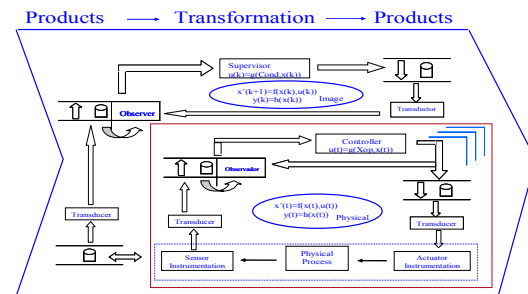 Products Transformation Products
Supervisor
u(k)=g(Cond,x(k))
x'(k+1)=f(x(k),u(k))
y(k)=h(x(k)) Image
Transductor
Observer
Controller
u(t)=g(Xop,x(t))
Observador
x'(t)=f(x(t),u(t))
y(t)=h(x(t)) Physical
Transducer
Transducer
Transducer
Sensor
Instrumentation
Physical
Process
Actuator
Instrumentation